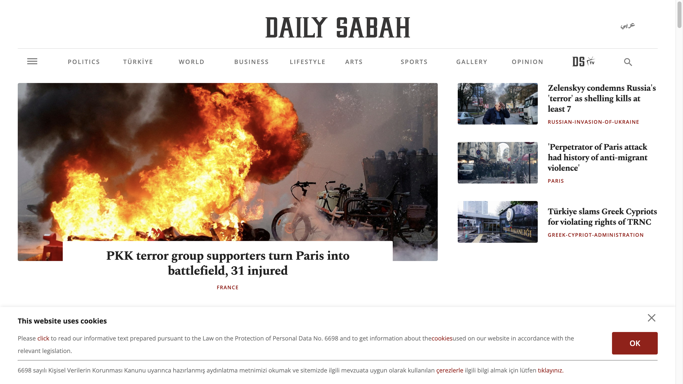 DAILY SABAH
عربي
POLITICS TÜRKİYE WORLD BUSINESS LIFESTYLE ARTS SPORTS GALLERY OPINION DS
PKK terror group supporters turn Paris into
battlefield, 31 injured
FRANCE
Zelenskyy condemns Russia's
'terror' as shelling kills at
least 7
RUSSIAN-INVASION-OF-UKRAINE
'Perpetrator of Paris attack
had history of anti-migrant
violence'
PARIS
Türkiye slams Greek Cypriots
for violating rights of TRNC
GREEK-CYPRIOT-ADMINISTRATION
This website uses cookies
Please click to read our informative text prepared pursuant to the Law on the Protection of Personal Data No. 6698 and to get information about thecookiesused on our website in accordance with the
relevant legislation.
OK
6698 sayılı Kişisel Verilerin Korunması Kanunu uyarınca hazırlanmış aydınlatma metnimizi okumak ve sitemizde ilgili mevzuata uygun olarak kullanılan çerezlerle ilgili bilgi almak için lütfen tıklayınız.